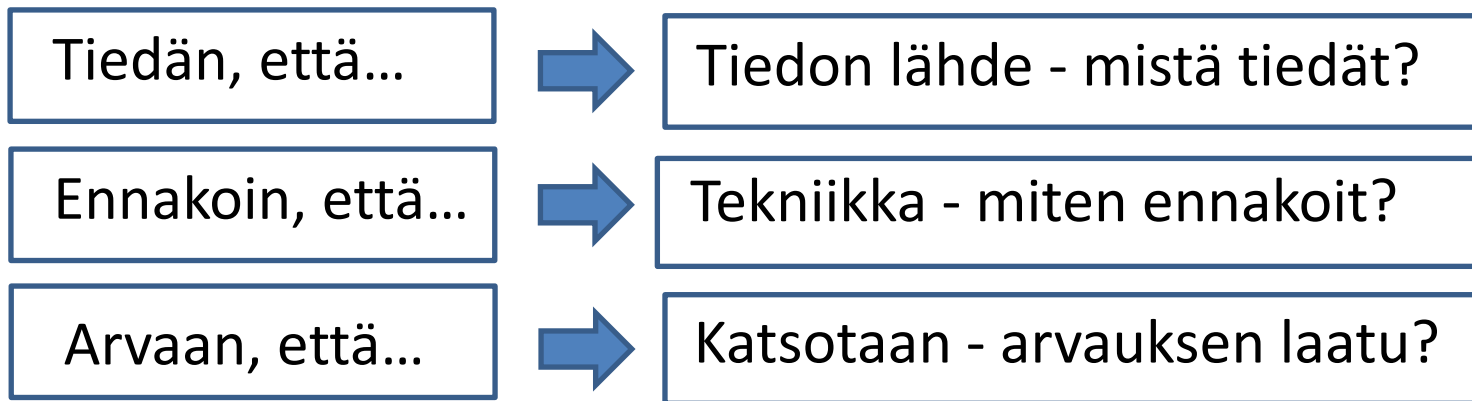 Tiedän, että…
Tiedon lähde - mistä tiedät?
Ennakoin, että…
Tekniikka - miten ennakoit?
Arvaan, että…
Katsotaan - arvauksen laatu?